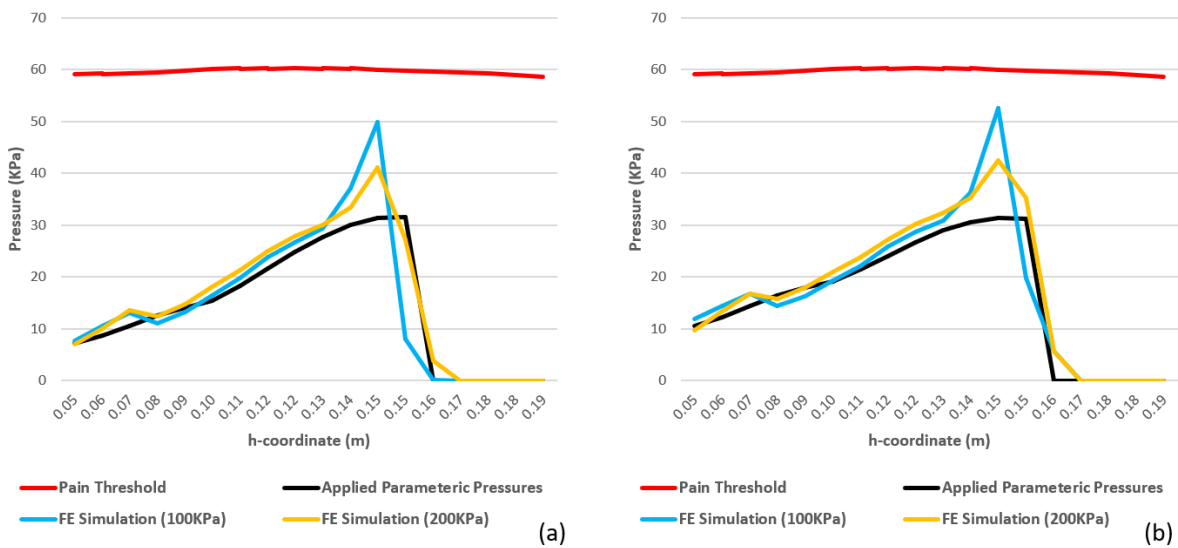 70
60
50
40
30
20
10
0
Pressure (KPa)
0.05 0.06 0.07 0.08 0.09 0.10 0.11 0.12 0.12 0.13 0.14 0.15 0.15 0.16 0.17 0.18 0.18 0.19
h-coordinate (m)
Pain Threshold Applied Parameteric Pressures
FE Simulation (100KPa) FE Simulation (200KPa)
(a)
70
60
50
40
30
20
10
0
Pressure (KPa)
0.05 0.06 0.07 0.08 0.09 0.10 0.11 0.12 0.12 0.13 0.14 0.15 0.15 0.16 0.17 0.18 0.18 0.19
h-coordinate (m)
Pain Threshold Applied Parameteric Pressures
FE Simulation (100KPa) FE Simulation (200KPa)
(b)